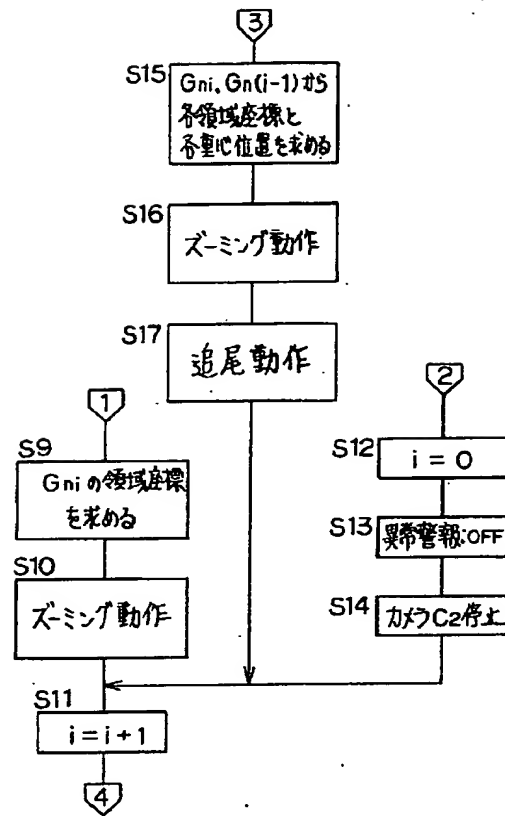 3
S15
Gni、Gn(i-1)から
各領域座標と
各重心位置を求める
S16
ズーミング動作
S17
追尾動作
1
S9
Gniの領域座標
を求める
S10
ズーミング動作
S11
i=i+1
4
2
S12
i=0
S13
異常警報:OFF
S14
カメラC2停止